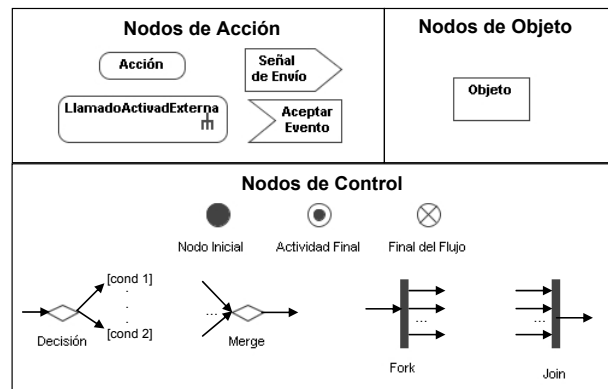 Nodos de Acción
Nodos de Objeto
Acción
Señal
de Envío
LlamadoActivadExterna
Aceptar
Evento
Objeto
Nodos de Control
Nodo Inicial
Actividad Final
Final del Flujo
[cond 1]
.
.
.
[cond 2]
Decisión
...
Merge
...
Fork
...
Join